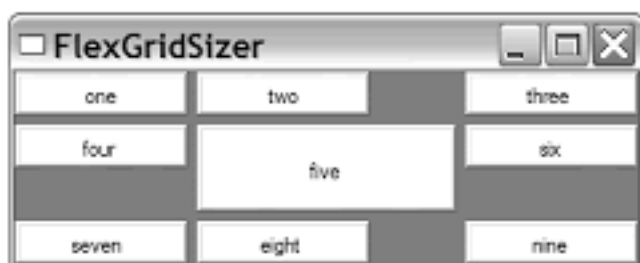 FlexGridSizer
one two three
four five six
seven eight nine